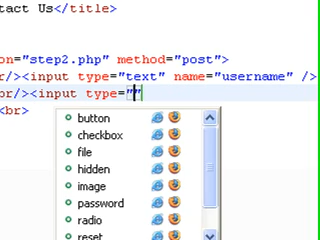 tact Us</title>
on="step2.php" method="post">
r/><input type="text" name="username" />
br/><input type=""
<br>
button
checkbox
file
hidden
image
password
radio
reset